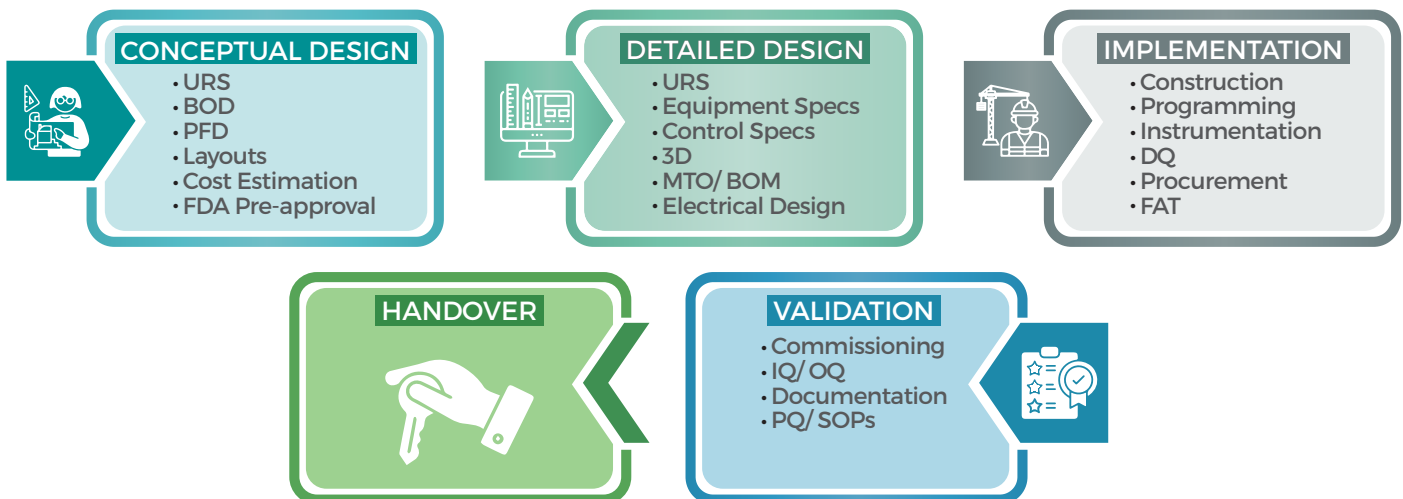 CONCEPTUAL DESIGN
• URS
• BOD
• PFD
• Layouts
• Cost Estimation
• FDA Pre-approval
DETAILED DESIGN
• URS
• Equipment Specs
• Control Specs
• 3D
• MTO/ BOM
• Electrical Design
IMPLEMENTATION
• Construction
• Programming
• Instrumentation
• DQ
• Procurement
• FAT
VALIDATION
• Commissioning
• IQ/ OQ
• Documentation
• PQ/ SOPs
HANDOVER